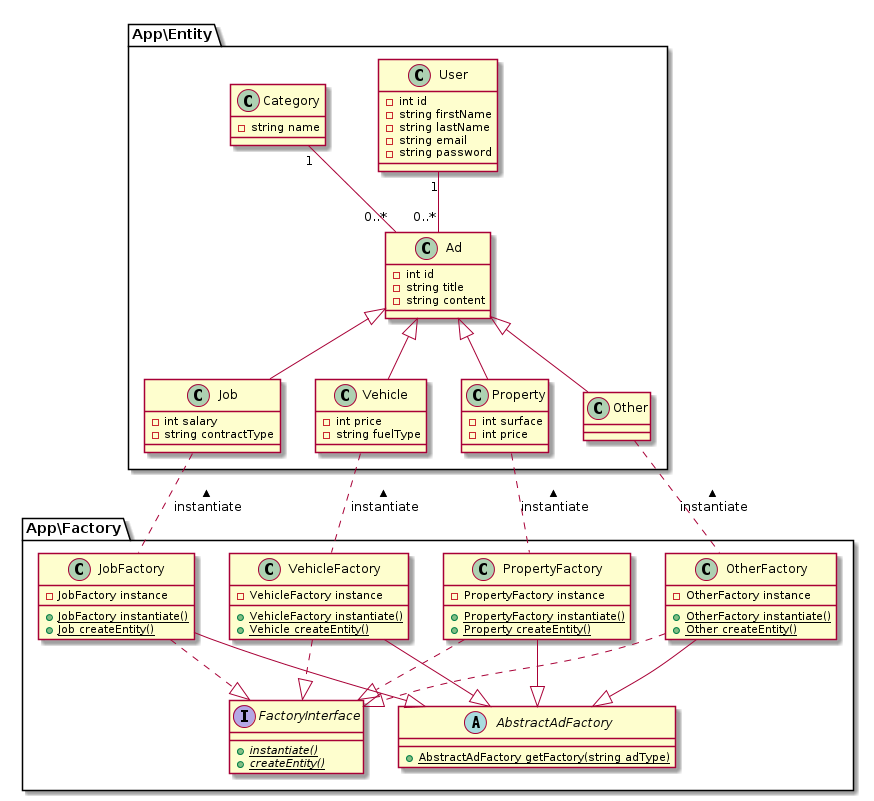 App\Entity
C User
int id
string firstName
string lastName
string email
string password
C Category
string name
1
1
0..*
0..*
C Ad
int id
string title
string content
C Job
int salary
string contractType
C Vehicle
int price
string fuelType
C Property
int surface
int price
C Other
instantiate
instantiate
instantiate
instantiate
App\Factory
C JobFactory
JobFactory instance
JobFactory instantiate()
Job createEntity()
C VehicleFactory
VehicleFactory instance
VehicleFactory instantiate()
Vehicle createEntity()
C PropertyFactory
PropertyFactory instance
PropertyFactory instantiate()
Property createEntity()
C OtherFactory
OtherFactory instance
OtherFactory instantiate()
Other createEntity()
I FactoryInterface
instantiate()
createEntity()
A AbstractAdFactory
AbstractAdFactory getFactory(string adType)